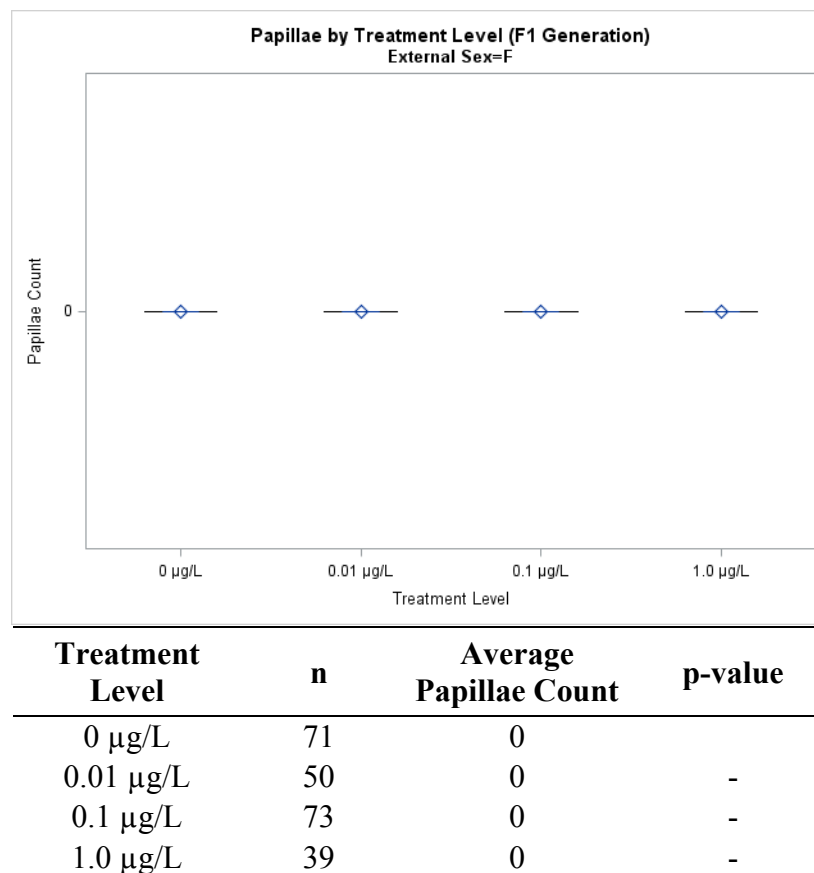 Papillae by Treatment Level (F1 Generation)
External Sex=F
Papillae Count
0
0 µg/L 0.01 µg/L 0.1 µg/L 1.0 µg/L
Treatment Level
Treatment Level n Average Papillae Count p-value
0 µg/L 71 0
0.01 µg/L 50 0 -
0.1 µg/L 73 0 -
1.0 µg/L 39 0 -